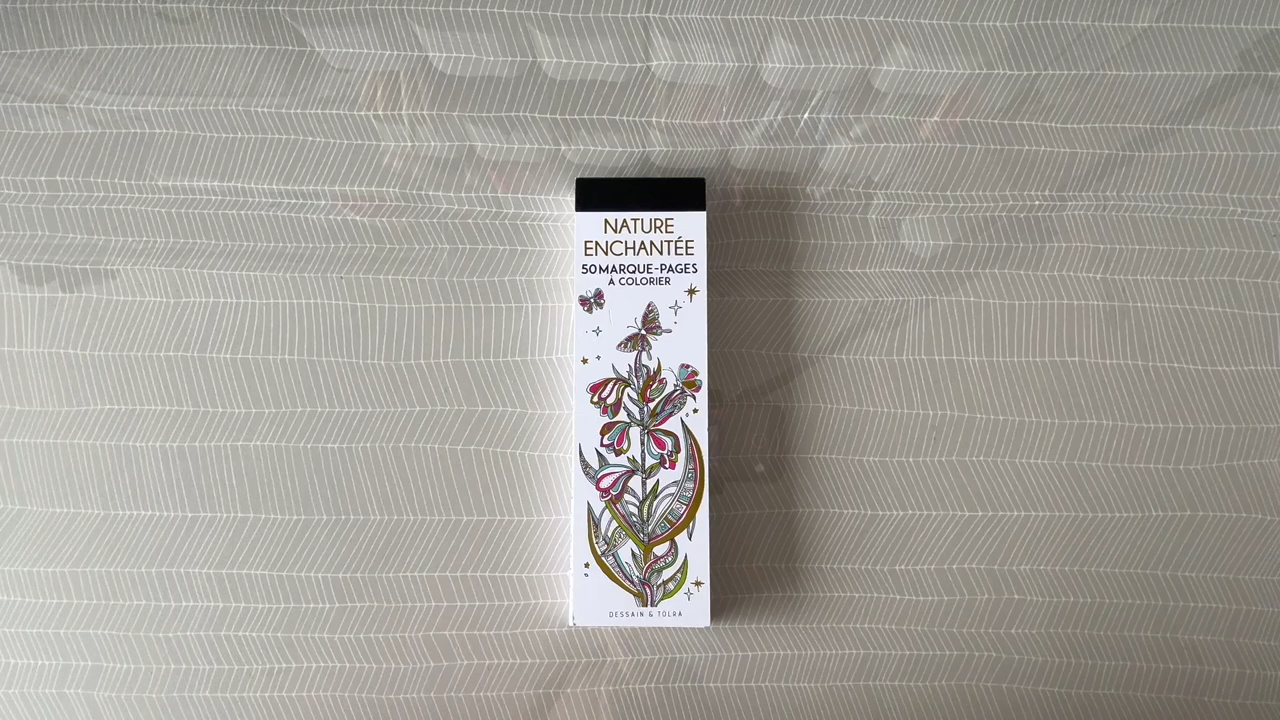 NATURE
ENCHANTÉE
50 MARQUE-PAGES
À COLORIER
DESSAIN & TOLRA